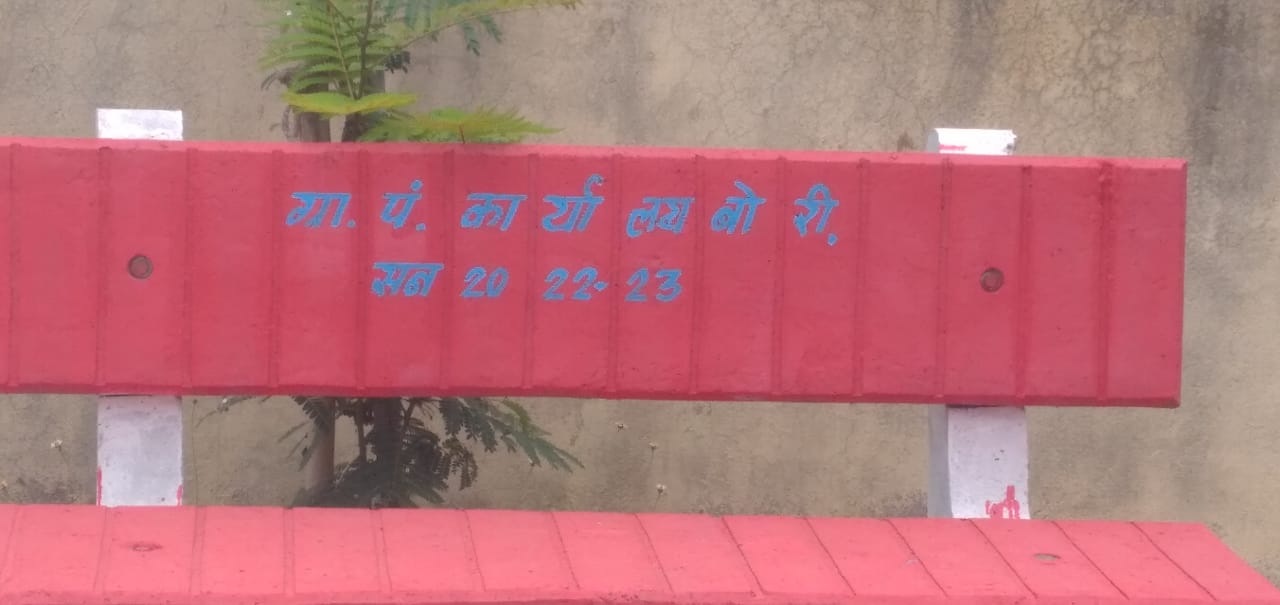 ग्रा. पं. कार्यालय बोरी.
सन 2022-23